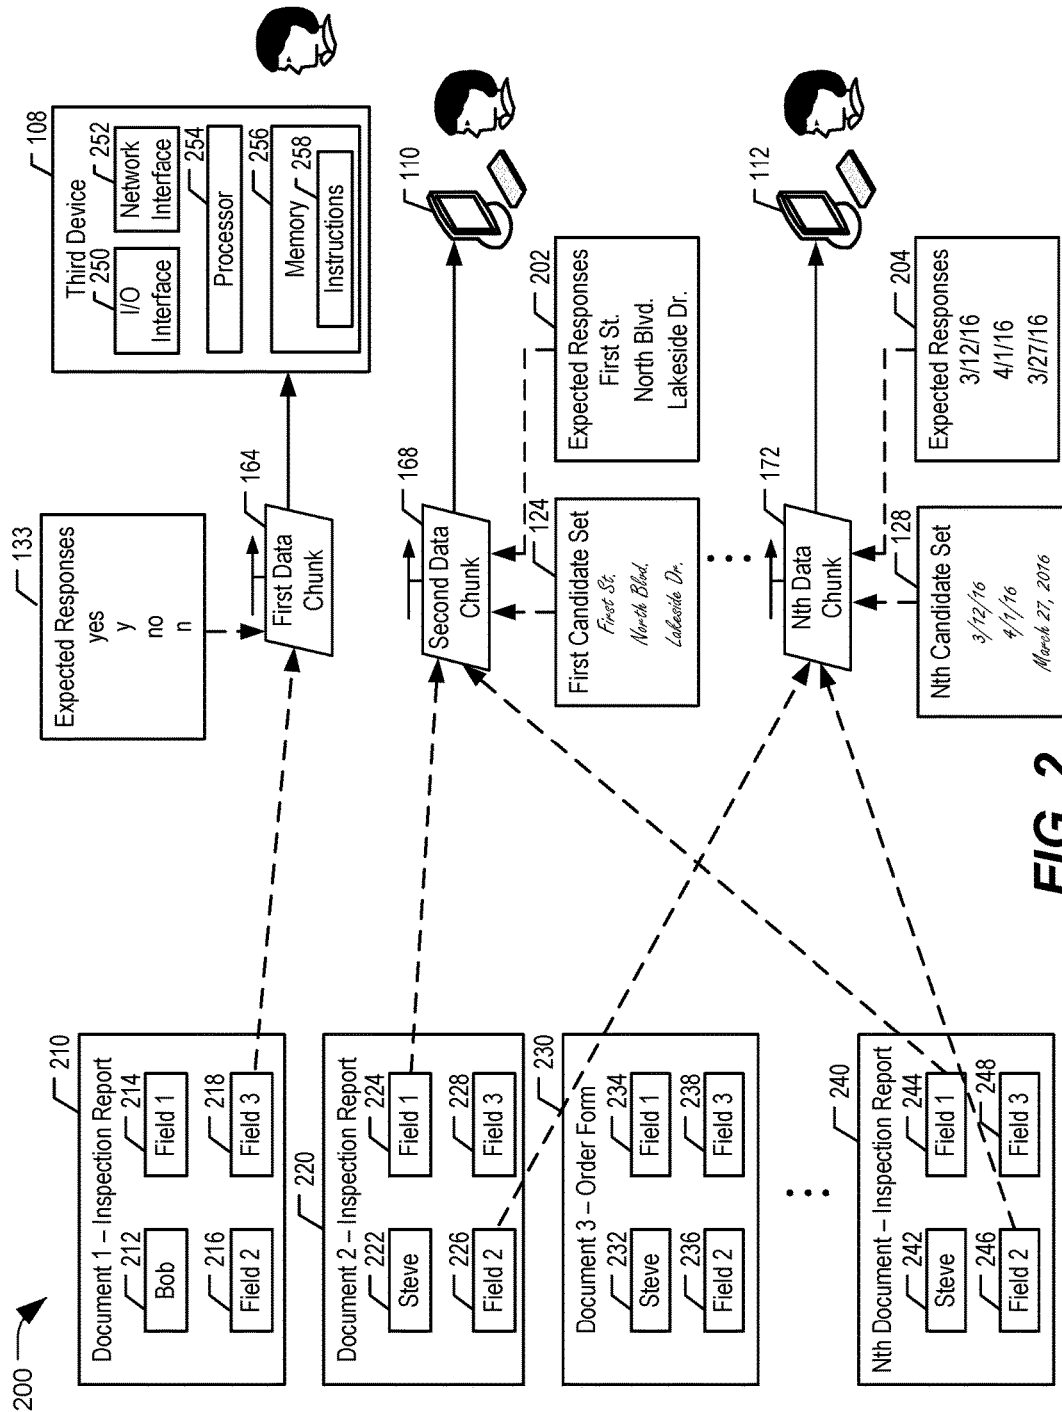 200
210
Document 1 – Inspection Report
212
Bob
214
Field 1
216
Field 2
218
Field 3
220
Document 2 – Inspection Report
222
Steve
224
Field 1
226
Field 2
228
Field 3
230
Document 3 – Order Form
232
Steve
234
Field 1
236
Field 2
238
Field 3
240
Nth Document – Inspection Report
242
Steve
244
Field 1
246
Field 2
248
Field 3
133
Expected Responses
yes
y
no
n
164
First Data
Chunk
168
Second Data
Chunk
124
First Candidate Set
First St.
North Blvd.
Lakeside Dr.
202
Expected Responses
First St.
North Blvd.
Lakeside Dr.
172
Nth Data
Chunk
128
Nth Candidate Set
3/12/16
4/1/16
March 27, 2016
204
Expected Responses
3/12/16
4/1/16
3/27/16
108
Third Device
250
I/O
Interface
252
Network
Interface
254
Processor
256
Memory
258
Instructions
110
112
FIG. 2